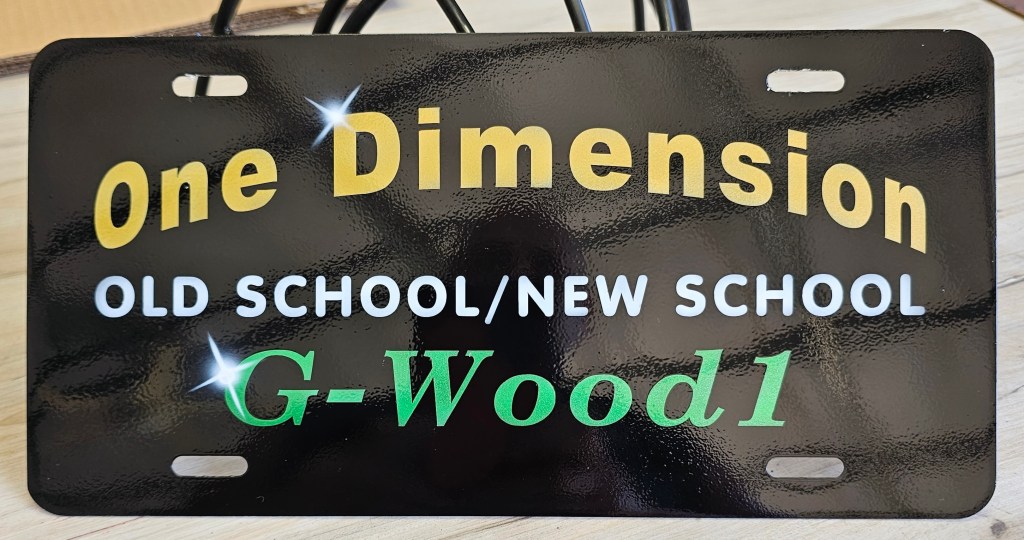 One Dimension
OLD SCHOOL/NEW SCHOOL
G-Wood1